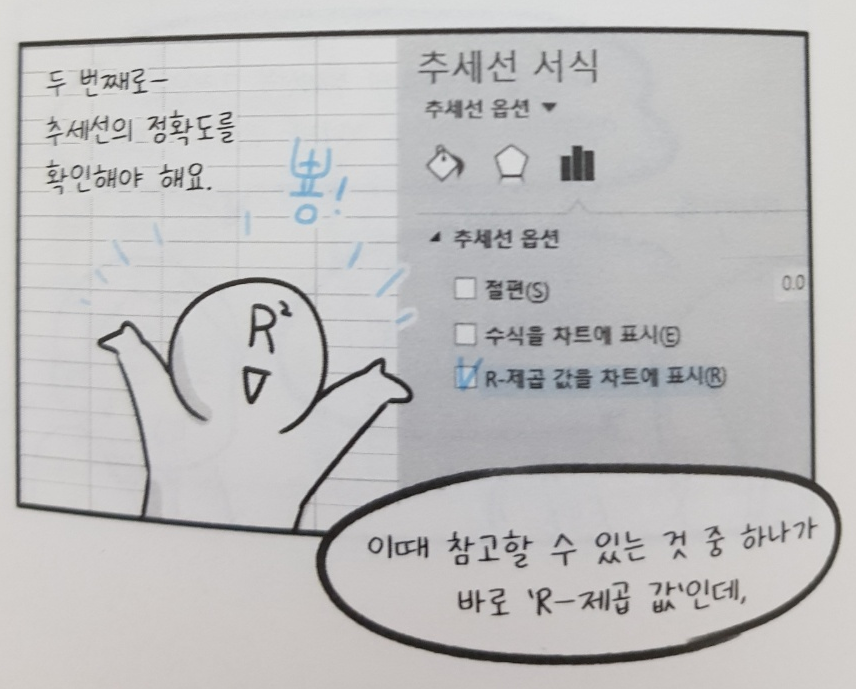 두 번째로-
추세선의 정확도를
확인해야 해요.
뿅!
R²
추세선 서식
추세선 옵션 ▼
추세선 옵션
절편(S)
0.0
수식을 차트에 표시(E)
R-제곱 값을 차트에 표시(R)
이때 참고할 수 있는 것 중 하나가
바로 'R-제곱 값'인데,